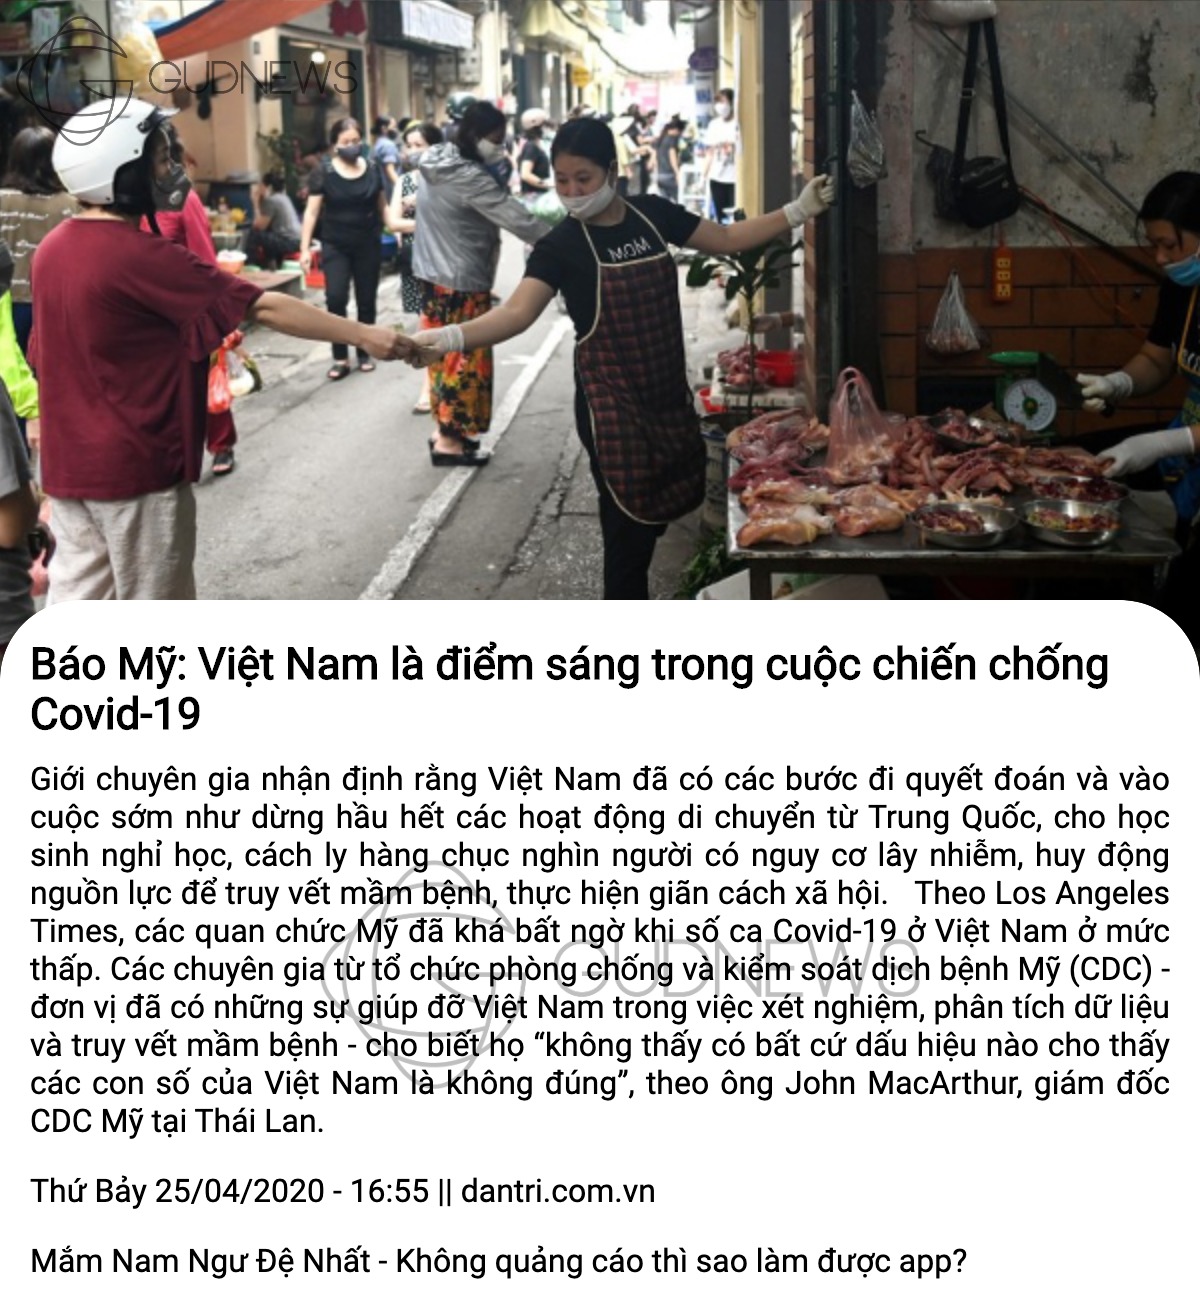 GUDNEWS
MOM
Báo Mỹ: Việt Nam là điểm sáng trong cuộc chiến chống
Covid-19
Giới chuyên gia nhận định rằng Việt Nam đã có các bước đi quyết đoán và vào
cuộc sớm như dừng hầu hết các hoạt động di chuyển từ Trung Quốc, cho học
sinh nghỉ học, cách ly hàng chục nghìn người có nguy cơ lây nhiễm, huy động
nguồn lực để truy vết mầm bệnh, thực hiện giãn cách xã hội.   Theo Los Angeles
Times, các quan chức Mỹ đã khá bất ngờ khi số ca Covid-19 ở Việt Nam ở mức
thấp. Các chuyên gia từ tổ chức phòng chống và kiểm soát dịch bệnh Mỹ (CDC) -
GUDNEWS
đơn vị đã có những sự giúp đỡ Việt Nam trong việc xét nghiệm, phân tích dữ liệu
và truy vết mầm bệnh - cho biết họ “không thấy có bất cứ dấu hiệu nào cho thấy
các con số của Việt Nam là không đúng”, theo ông John MacArthur, giám đốc
CDC Mỹ tại Thái Lan.
Thứ Bảy 25/04/2020 - 16:55 || dantri.com.vn
Mắm Nam Ngư Đệ Nhất - Không quảng cáo thì sao làm được app?